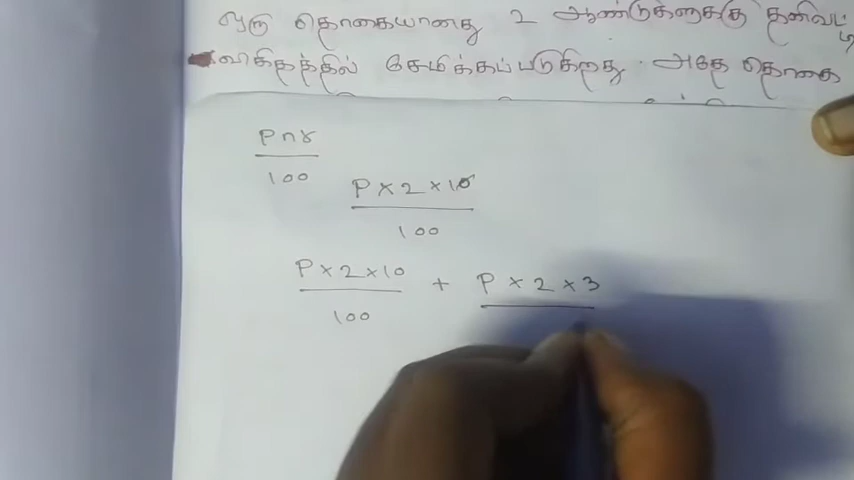 ஒரு தொகையானது 2 ஆண்டுகளுக்கு தனிவட்டி
விகிதத்தில் சேமிக்கப்படுகிறது. அதே தொகை
Pnr
100
P × 2 × 10
100
P × 2 × 10 + P × 2 × 3
100